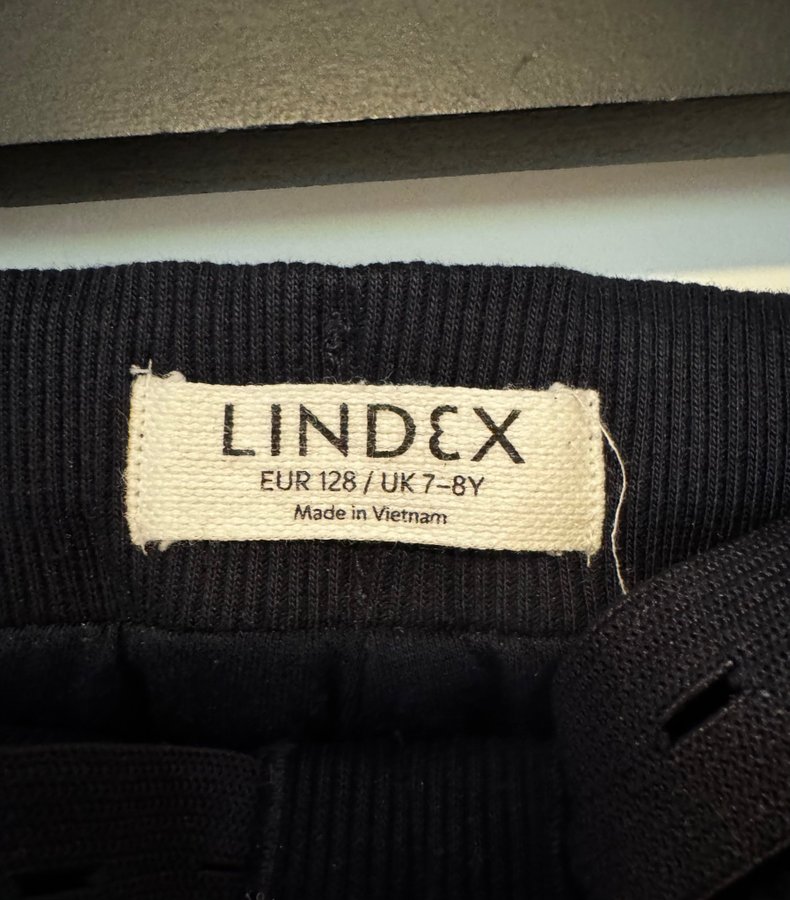 LINDEX
EUR 128 / UK 7-8Y
Made in Vietnam